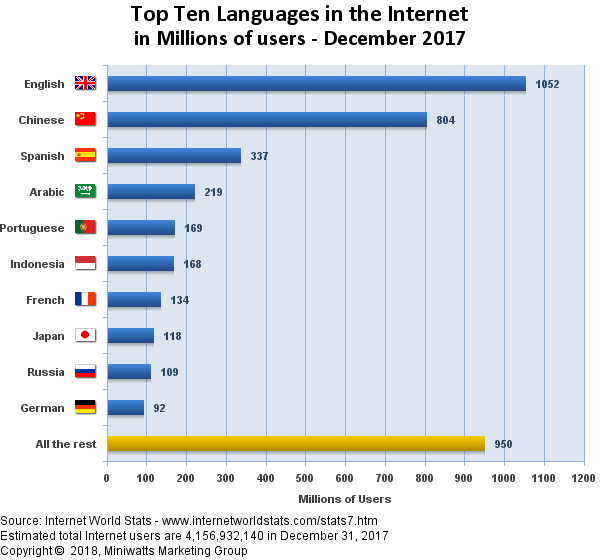 Top Ten Languages in the Internet
in Millions of users - December 2017
English 1052
Chinese 804
Spanish 337
Arabic 219
Portuguese 169
Indonesia 168
French 134
Japan 118
Russia 109
German 92
All the rest 950
0 100 200 300 400 500 600 700 800 900 1000 1100 1200
Millions of Users
Source: Internet World Stats - www.internetworldstats.com/stats7.htm
Estimated total Internet users are 4,156,932,140 in December 31, 2017
Copyright © 2018, Miniwatts Marketing Group